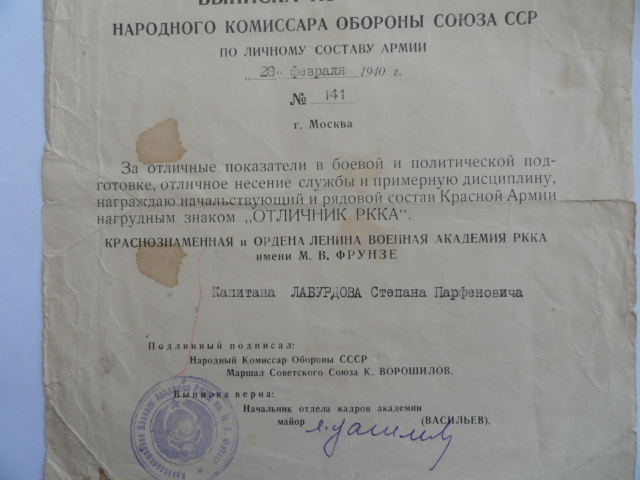 ВЫПИСКА ИЗ
НАРОДНОГО КОМИССАРА ОБОРОНЫ СОЮЗА ССР
ПО ЛИЧНОМУ СОСТАВУ АРМИИ
„28“ февраля 1940 г.
№ 141
г. Москва
За отличные показатели в боевой и политической под-
готовке, отличное несение службы и примерную дисциплину,
награждаю начальствующий и рядовой состав Красной Армии
нагрудным знаком „ОТЛИЧНИК РККА“.
КРАСНОЗНАМЕННАЯ и ОРДЕНА ЛЕНИНА ВОЕННАЯ АКАДЕМИЯ РККА
имени М. В. ФРУНЗЕ
Капитана ЛАБУРДОВА Степана Парфеновича
Подлинный подписал:
Народный Комиссар Обороны СССР
Маршал Советского Союза К. ВОРОШИЛОВ.
Выпирка верна:
Начальник отдела кадров академии
майор (ВАСИЛЬЕВ).